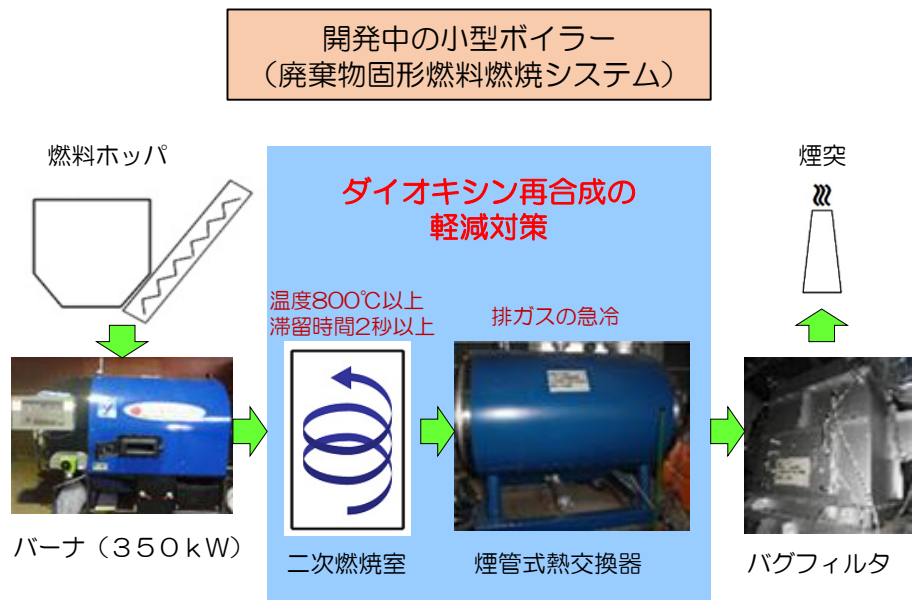 開発中の小型ボイラー
（廃棄物固形燃料燃焼システム）
燃料ホッパ
煙突
ダイオキシン再合成の
軽減対策
温度800℃以上
滞留時間2秒以上
排ガスの急冷
バーナ（３５０ｋW）
二次燃焼室
煙管式熱交換器
バグフィルタ